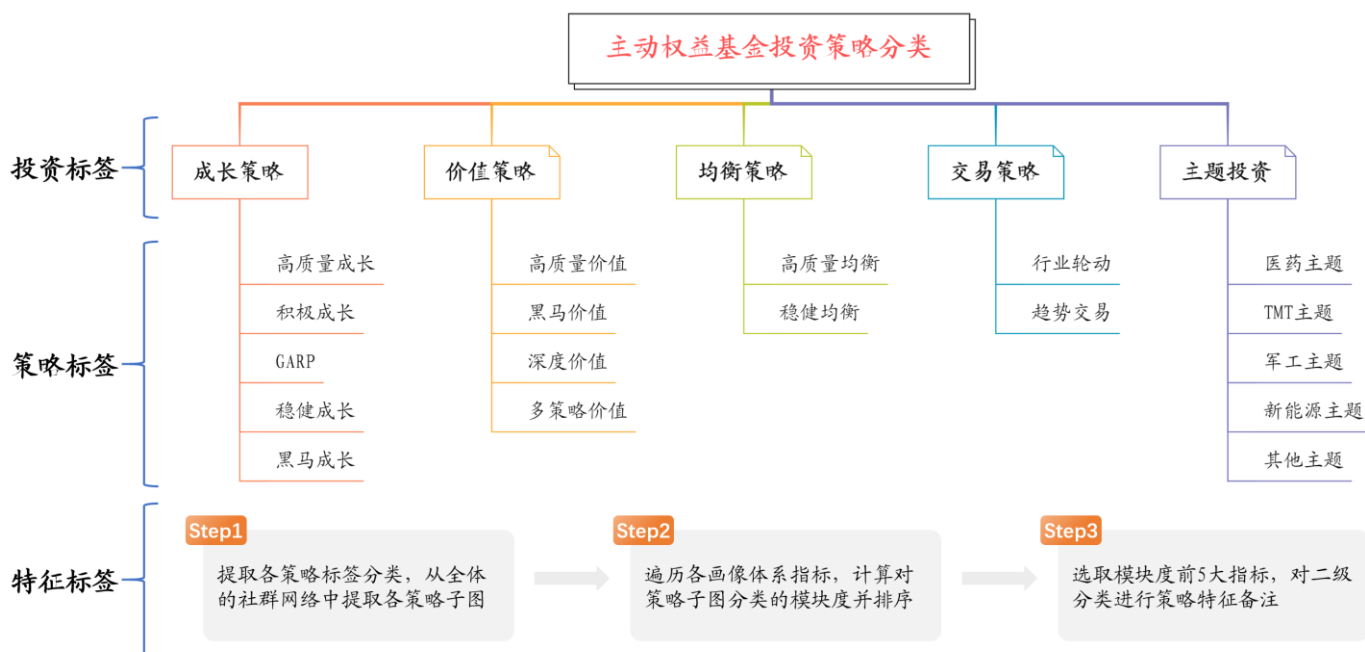 主动权益基金投资策略分类
投资标签
成长策略
价值策略
均衡策略
交易策略
主题投资
策略标签
高质量成长
积极成长
GARP
稳健成长
黑马成长
高质量价值
黑马价值
深度价值
多策略价值
高质量均衡
稳健均衡
行业轮动
趋势交易
医药主题
TMT主题
军工主题
新能源主题
其他主题
特征标签
Step1
提取各策略标签分类，从全体
的社群网络中提取各策略子图
Step2
遍历各画像体系指标，计算对
策略子图分类的模块度并排序
Step3
选取模块度前5大指标，对二级
分类进行策略特征备注